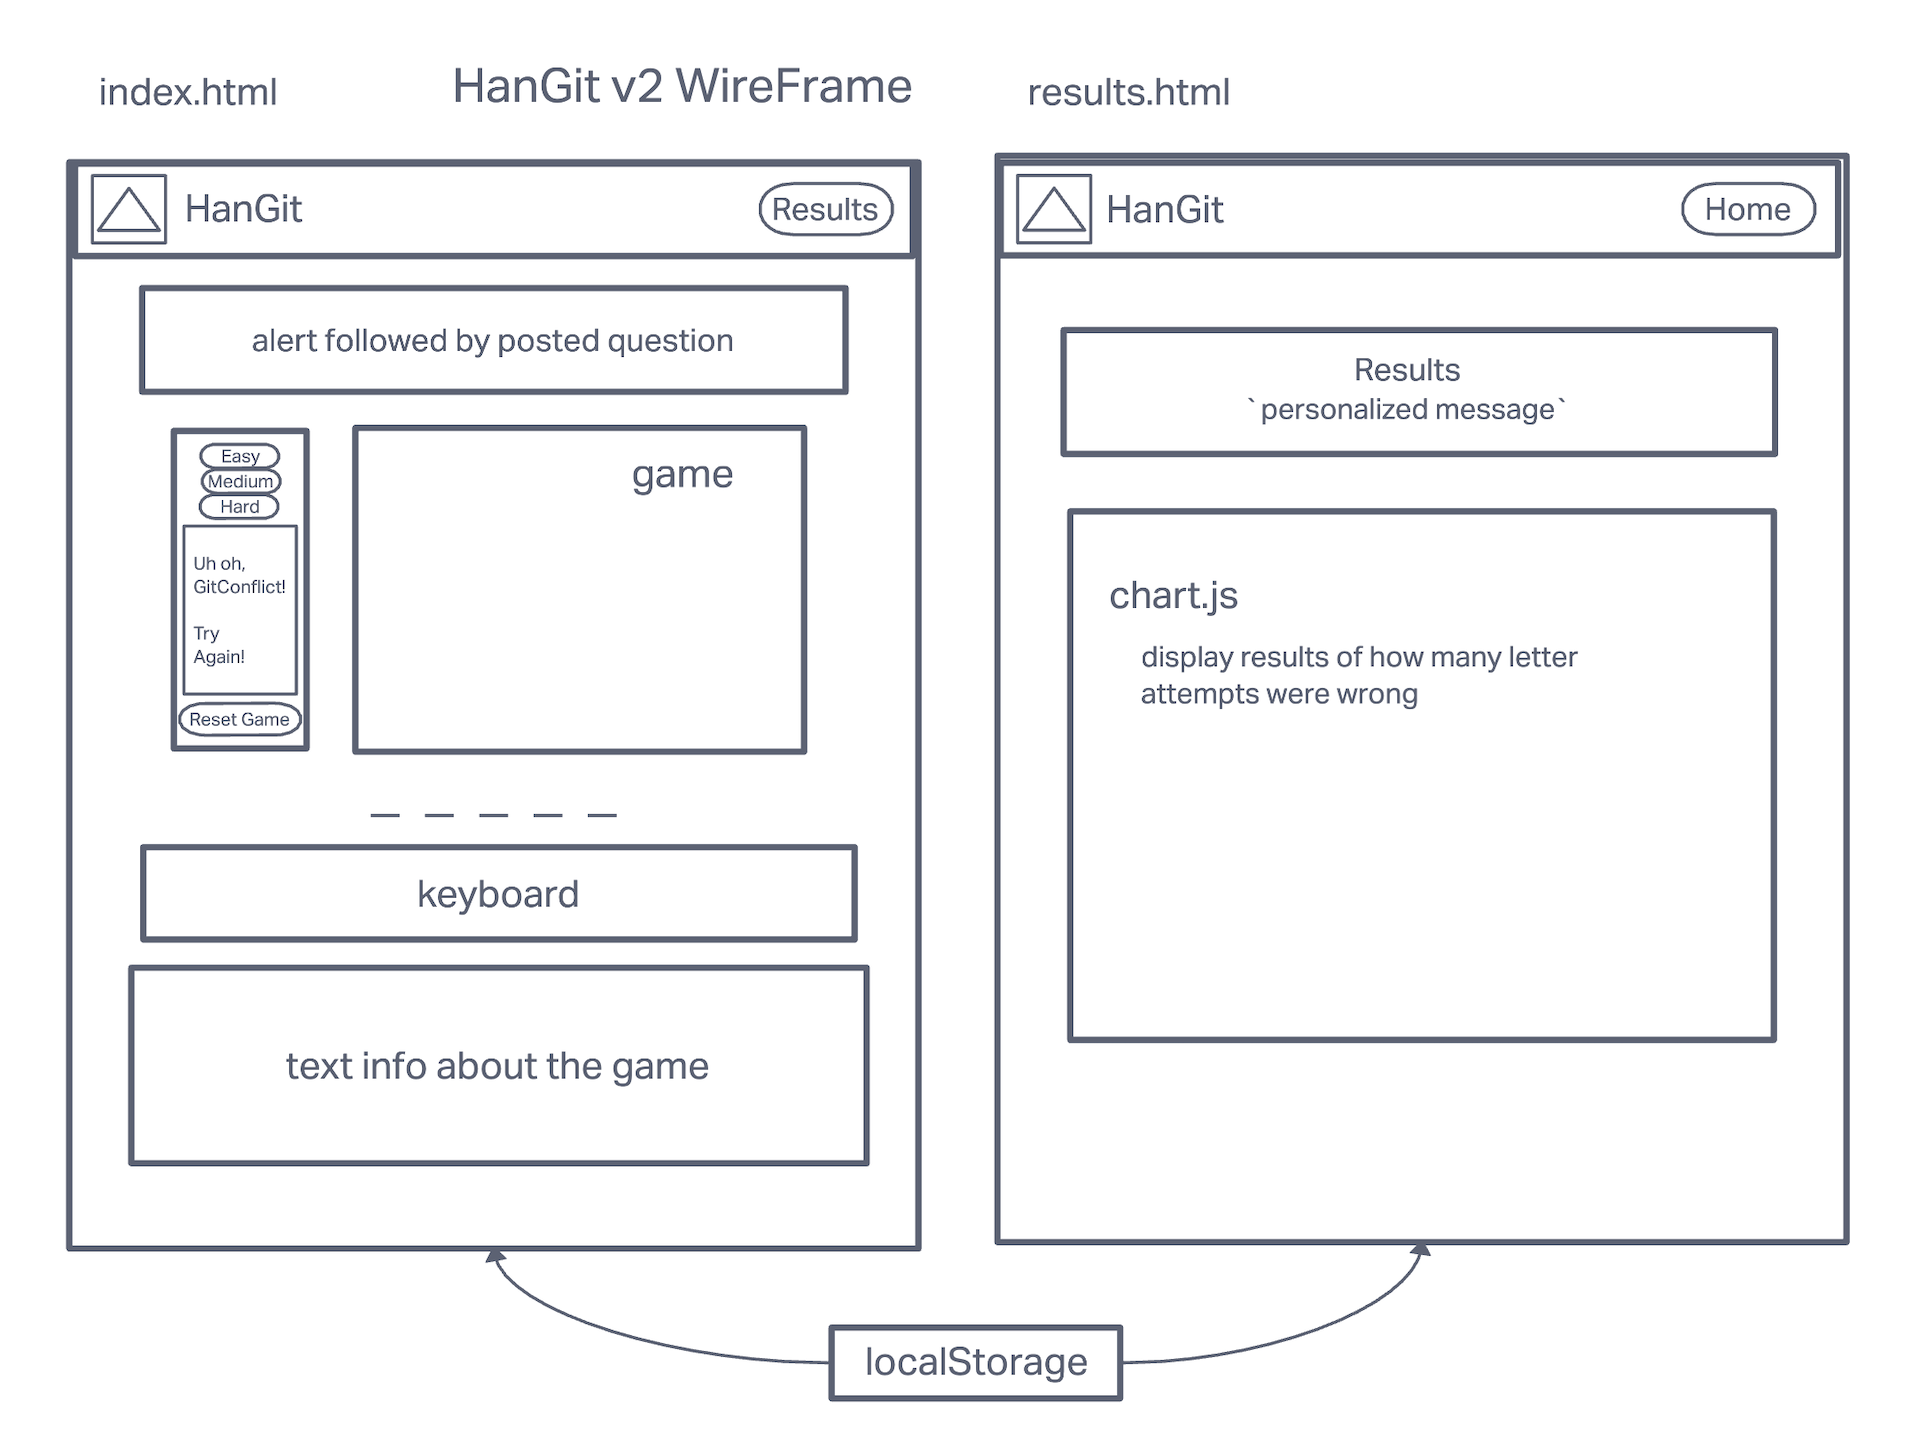 index.html
HanGit v2 WireFrame
results.html
HanGit
Results
alert followed by posted question
Easy
Medium
Hard
Uh oh,
GitConflict!
Try
Again!
Reset Game
game
keyboard
text info about the game
HanGit
Home
Results
`personalized message`
chart.js
display results of how many letter
attempts were wrong
localStorage